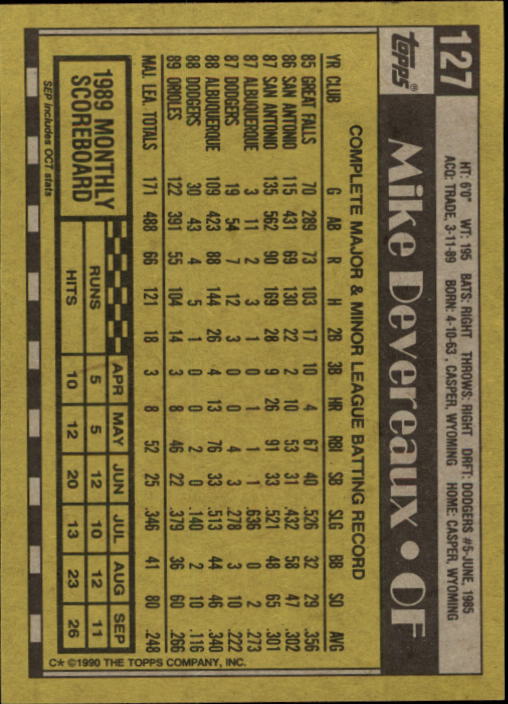 127
topps®
HT: 6'0" WT: 195 BATS: RIGHT THROWS: RIGHT DRFT: DODGERS #5-JUNE, 1985
ACQ: TRADE, 3-11-89 BORN: 4-10-63, CASPER, WYOMING HOME: CASPER, WYOMING
Mike Devereaux • OF
COMPLETE MAJOR & MINOR LEAGUE BATTING RECORD
YR CLUB G AB R H 2B 3B HR RBI SB SLG BB SO AVG
85 GREAT FALLS 70 289 73 103 17 10 4 67 40 .526 32 29 .356
86 SAN ANTONIO 115 431 69 130 22 2 10 53 31 .432 58 47 .302
87 SAN ANTONIO 135 562 90 169 28 9 26 91 33 .521 48 65 .301
87 ALBUQUERQUE 3 11 2 3 1 0 1 1 1 .636 0 2 .273
87 DODGERS 19 54 7 12 3 0 0 4 3 .278 3 10 .222
88 ALBUQUERQUE 109 423 88 144 26 4 13 76 33 .513 44 46 .340
88 DODGERS 30 43 4 5 1 0 0 2 0 .140 2 10 .116
89 ORIOLES 122 391 55 104 14 3 8 46 22 .379 36 60 .266
MAJ. LEA. TOTALS 171 488 66 121 18 3 8 52 25 .346 41 80 .248
1989 MONTHLY SCOREBOARD
APR MAY JUN JUL AUG SEP
RUNS 5 5 12 10 12 11
HITS 10 12 20 13 23 26
SEP includes OCT stats
C* ©1990 THE TOPPS COMPANY, INC.